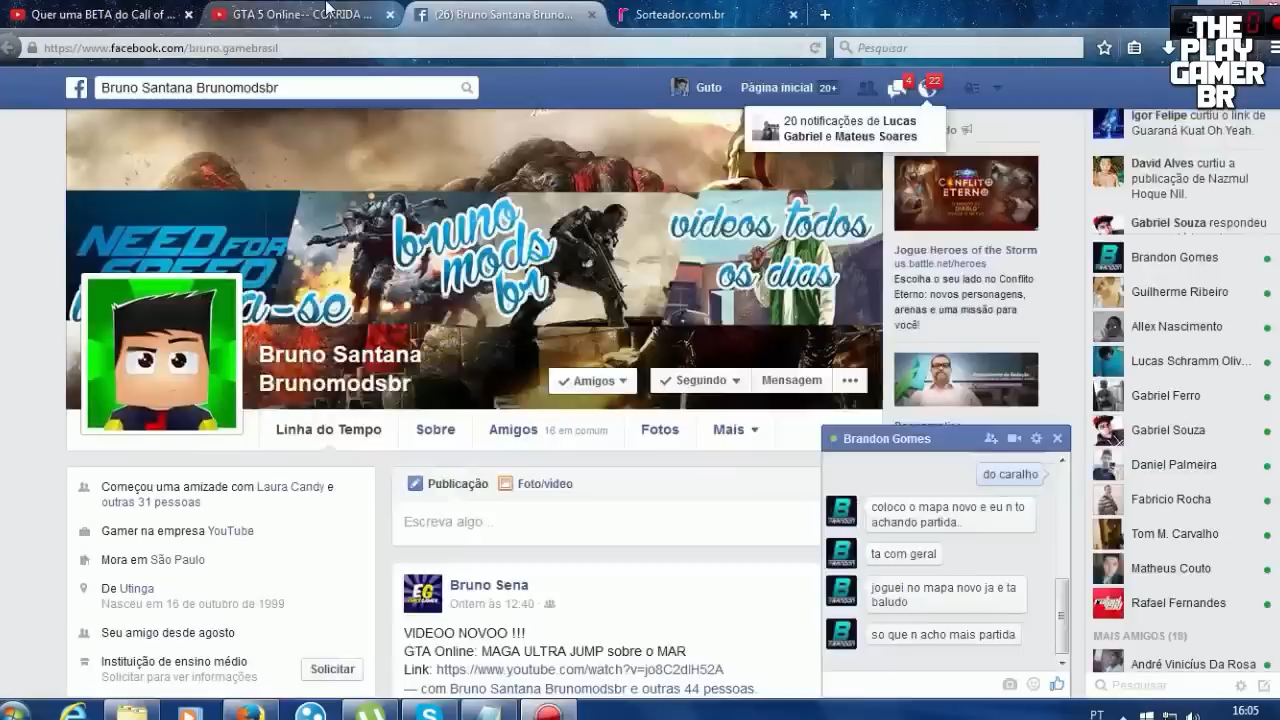 Quer uma BETA do Call of ...
GTA 5 Online-- CORRIDA ...
(26) Bruno Santana Bruno...
Sorteador.com.br
https://www.facebook.com/bruno.gamebrasil
Pesquisar
THE
PLAY
GAMER
BR
Bruno Santana Brunomodsbr
Guto
Página inicial 20+
4
22
20 notificações de Lucas
Gabriel e Mateus Soares
NEED FOR
bruno
mods
br
videos todos
os dias
a-se
Bruno Santana
Brunomodsbr
Amigos
Seguindo
Mensagem
Linha do Tempo
Sobre
Amigos 16 em comum
Fotos
Mais
Começou uma amizade com Laura Candy e
outras 31 pessoas
Gamer na empresa YouTube
Mora em São Paulo
De Utinga
Nasceu em 16 de outubro de 1999
Seu amigo desde agosto
Instituição de ensino médio
Solicitar para ver informações
Solicitar
Publicação
Foto/vídeo
Escreva algo...
EG
Bruno Sena
Ontem às 12:40
VIDEOO NOVOO !!!
GTA Online: MAGA ULTRA JUMP sobre o MAR
Link: https://www.youtube.com/watch?v=jo8C2dlH52A
— com Bruno Santana Brunomodsbr e outras 44 pessoas.
CONFLITO
ETERNO
Jogue Heroes of the Storm
us.battle.net/heroes
Escolha o seu lado no Conflito
Eterno: novos personagens,
arenas e uma missão para
você!
Brandon Gomes
do caralho
coloco o mapa novo e eu n to
achando partida..
ta com geral
joguei no mapa novo ja e ta
baludo
so que n acho mais partida
Igor Felipe curtiu o link de
Guaraná Kuat Oh Yeah.
David Alves curtiu a
publicação de Nazmul
Hoque Nil.
Gabriel Souza respondeu
Brandon Gomes
Guilherme Ribeiro
Allex Nascimento
Lucas Schramm Oliv...
Gabriel Ferro
Gabriel Souza
Daniel Palmeira
Fabricio Rocha
Tom M. Carvalho
Matheus Couto
Rafael Fernandes
MAIS AMIGOS (18)
André Vinicíus Da Rosa
Pesquisar
PT
16:05